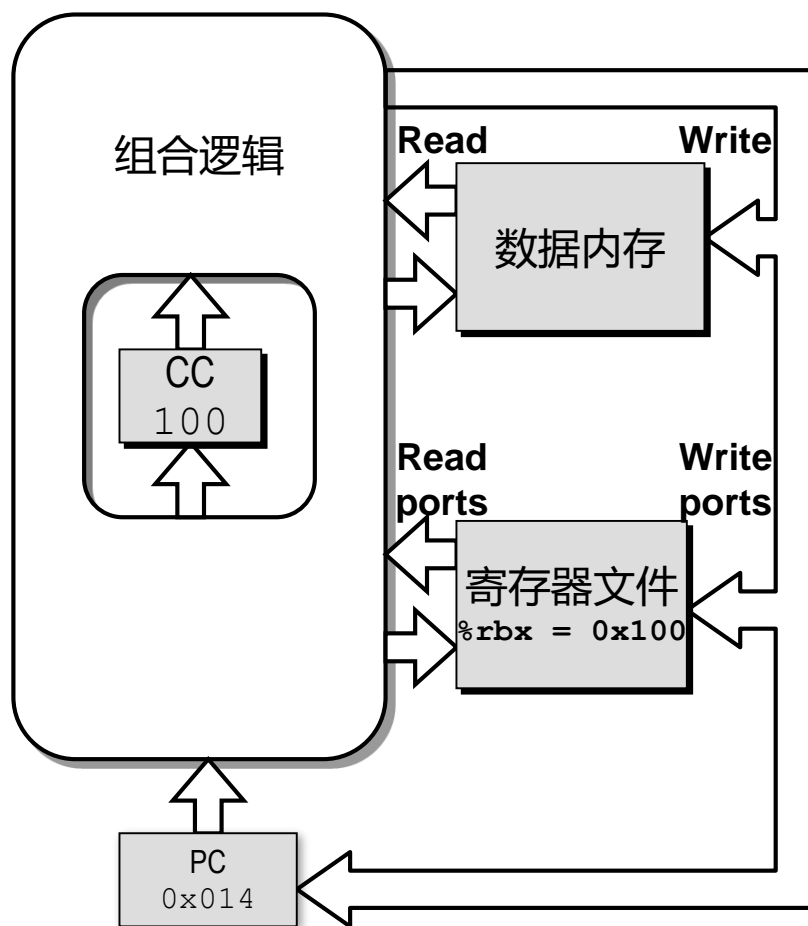 组合逻辑
Read
Write
数据内存
CC
100
Read
ports
Write
ports
寄存器文件
%rbx = 0x100
PC
0x014